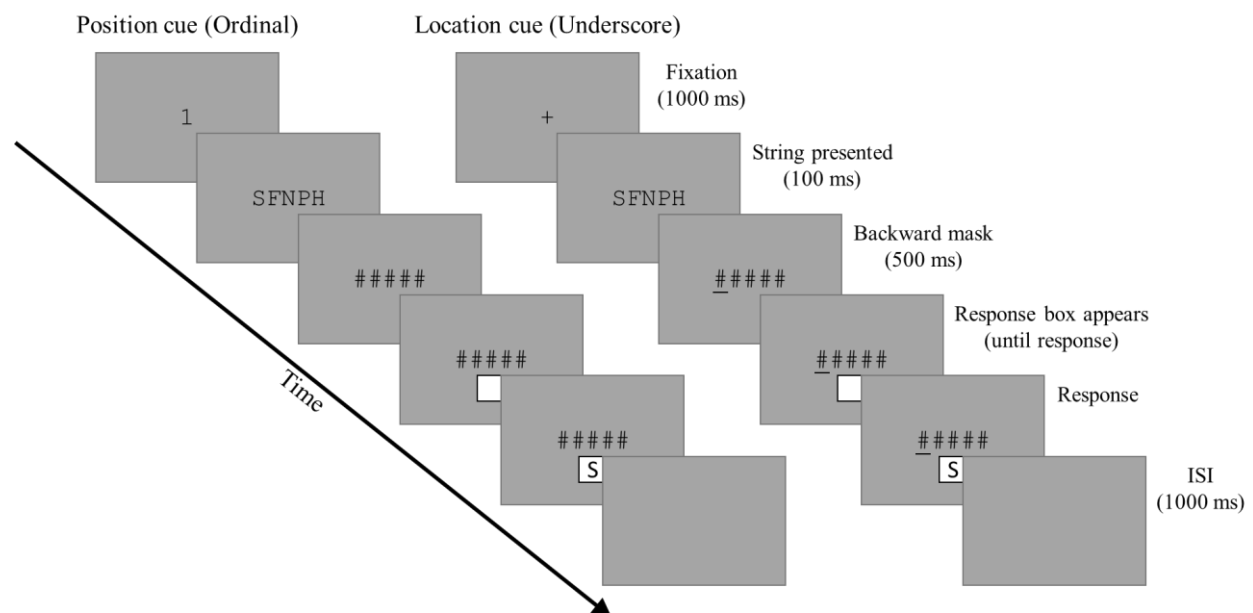 Position cue (Ordinal)
Location cue (Underscore)
1
+
Fixation
(1000 ms)
SFNPH
SFNPH
String presented
(100 ms)
#####
#####
Backward mask
(500 ms)
#####
#####
Response box appears
(until response)
Time
#####
S
#####
S
Response
ISI
(1000 ms)